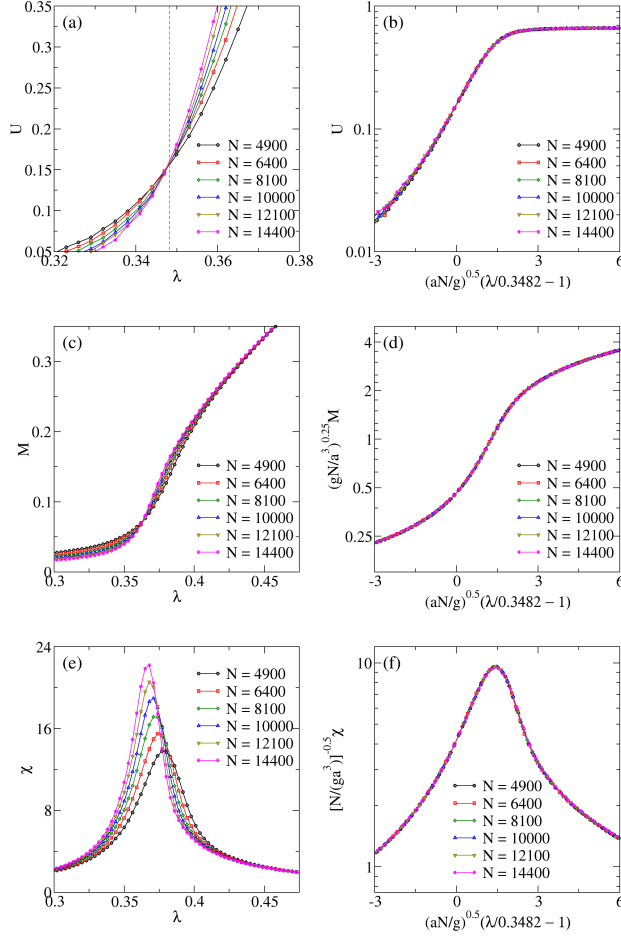 (a)
0.35
0.3
0.25
0.2
0.15
0.1
0.05
U
N = 4900
N = 6400
N = 8100
N = 10000
N = 12100
N = 14400
0.32 0.34 0.36 0.38
λ
(b)
1
0.1
0.01
U
N = 4900
N = 6400
N = 8100
N = 10000
N = 12100
N = 14400
-3 0 3 6
(aN/g)^0.5(λ/0.3482 − 1)
(c)
0.3
0.2
0.1
0
M
N = 4900
N = 6400
N = 8100
N = 10000
N = 12100
N = 14400
0.3 0.35 0.4 0.45
λ
(d)
4
2
1
0.5
0.25
(gN/a^3)^0.25 M
N = 4900
N = 6400
N = 8100
N = 10000
N = 12100
N = 14400
-3 0 3 6
(aN/g)^0.5(λ/0.3482 − 1)
(e)
24
18
12
6
0
χ
N = 4900
N = 6400
N = 8100
N = 10000
N = 12100
N = 14400
0.3 0.35 0.4 0.45
λ
(f)
10
1
[N/(ga^3)]^-0.5 χ
N = 4900
N = 6400
N = 8100
N = 10000
N = 12100
N = 14400
-3 0 3 6
(aN/g)^0.5(λ/0.3482 − 1)